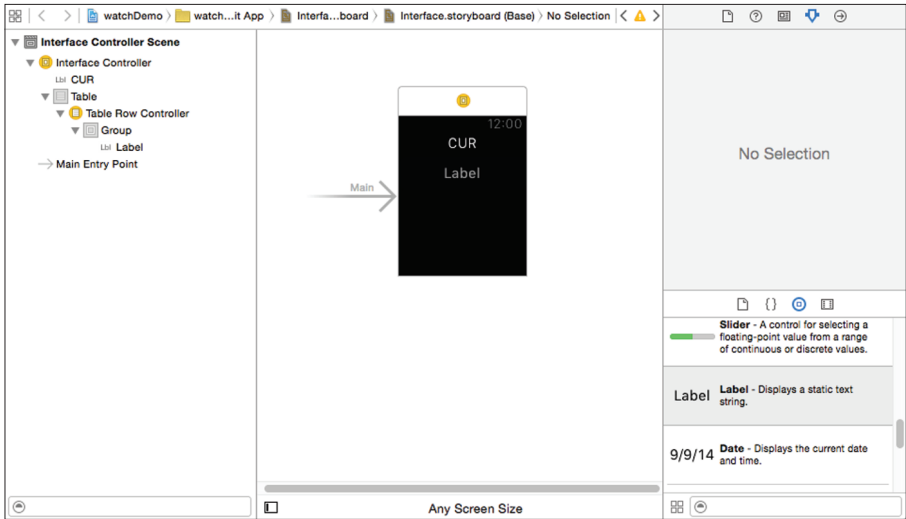 watchDemo
watch...it App
Interfa...board
Interface.storyboard (Base)
No Selection
Interface Controller Scene
Interface Controller
Lbl CUR
Table
Table Row Controller
Group
Lbl Label
Main Entry Point
Main
12:00
CUR
Label
Any Screen Size
No Selection
{}
Slider - A control for selecting a
floating-point value from a range
of continuous or discrete values.
Label
Label - Displays a static text
string.
9/9/14
Date - Displays the current date
and time.